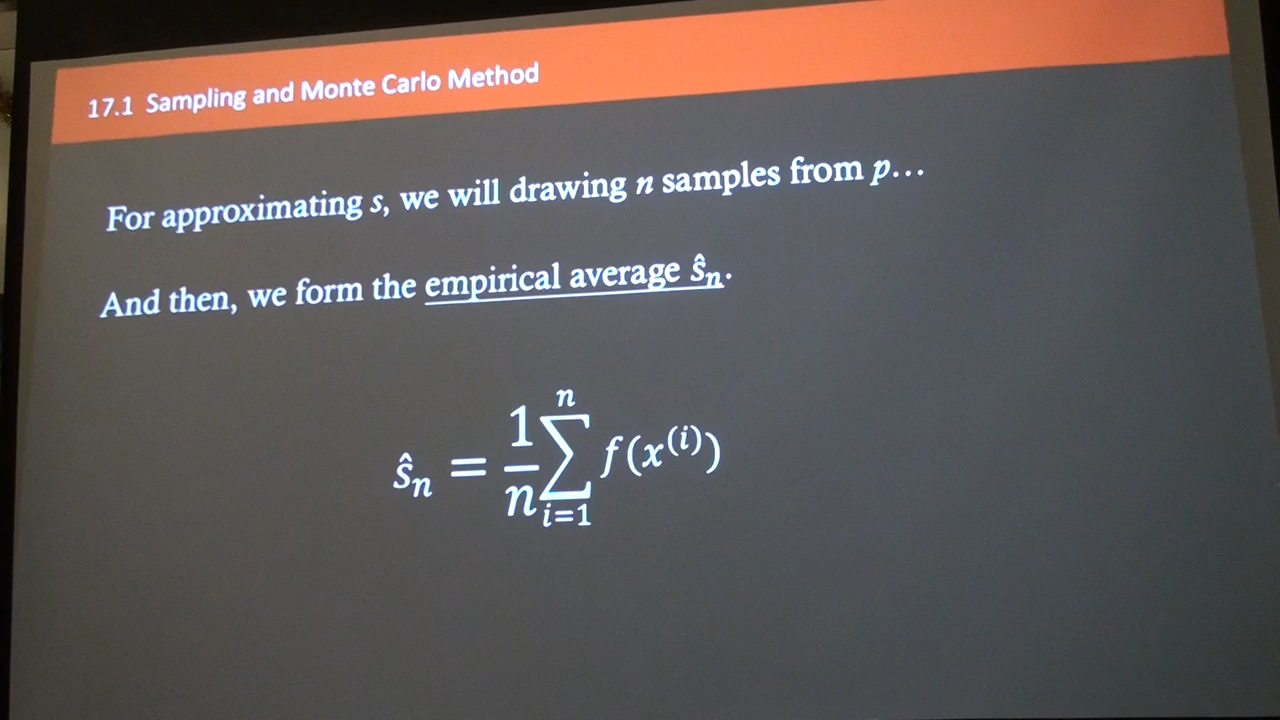 17.1 Sampling and Monte Carlo Method
For approximating s, we will drawing n samples from p…
And then, we form the empirical average ŝₙ.
ŝₙ = 1/n ∑ᵢ₌₁ⁿ f(x⁽ⁱ⁾)